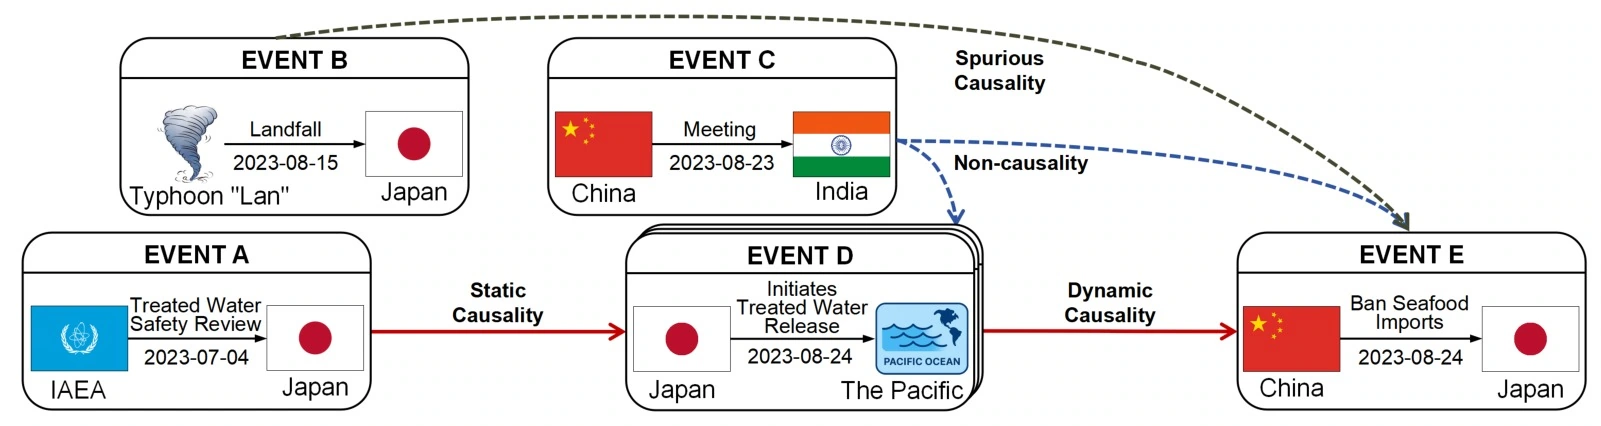 EVENT B
Landfall
2023-08-15
Typhoon "Lan"
Japan
EVENT C
Meeting
2023-08-23
China
India
Spurious
Causality
Non-causality
EVENT A
Treated Water
Safety Review
2023-07-04
IAEA
Japan
Static
Causality
EVENT D
Initiates
Treated Water
Release
2023-08-24
PACIFIC OCEAN
Japan
The Pacific
Dynamic
Causality
EVENT E
Ban Seafood
Imports
2023-08-24
China
Japan